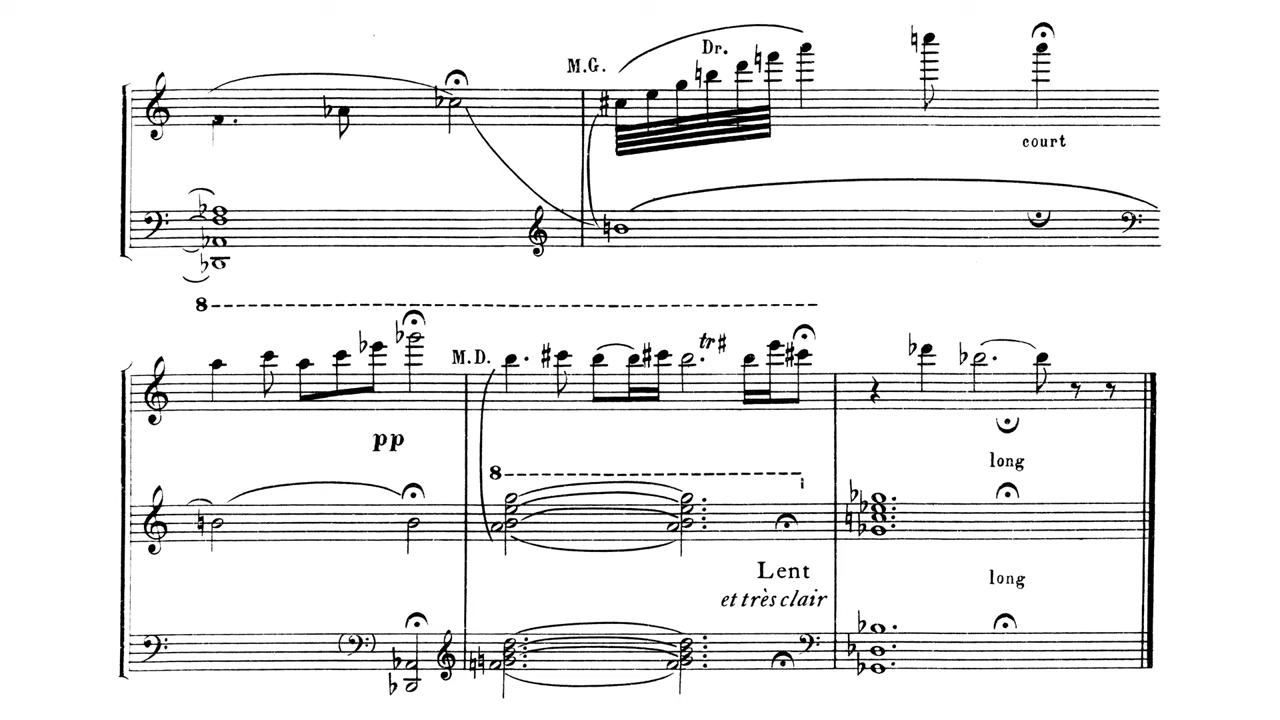 M.G.
Dr.
court
8
pp
M.D.
tr#
8
long
Lent
et très clair
long